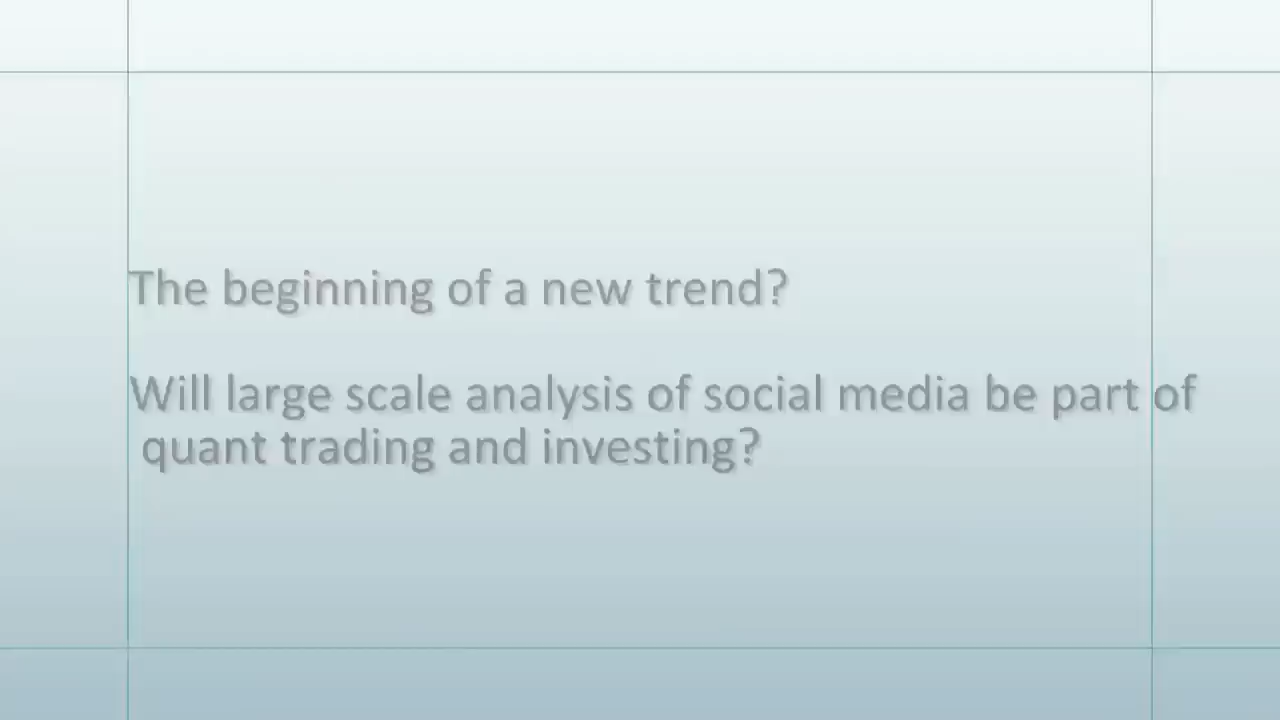 The beginning of a new trend?
Will large scale analysis of social media be part of
quant trading and investing?